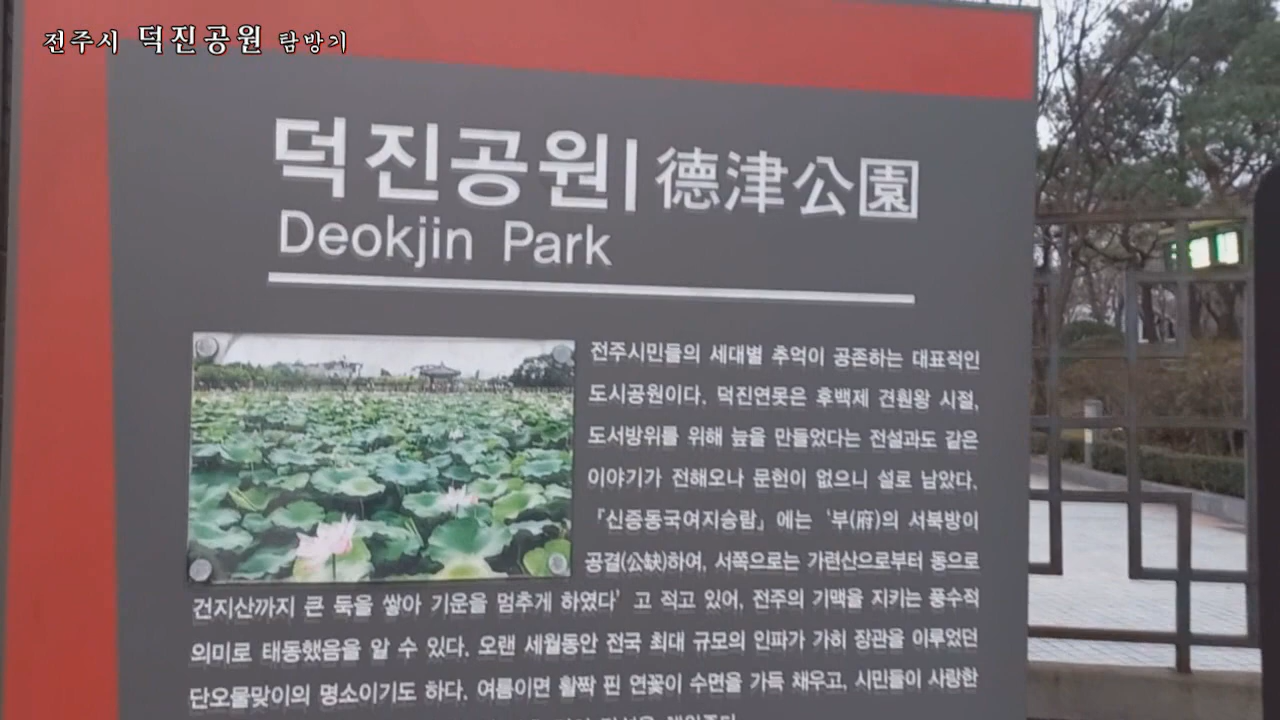 전주시 덕진공원 탐방기
덕진공원|德津公園
Deokjin Park
전주시민들의 세대별 추억이 공존하는 대표적인
도시공원이다. 덕진연못은 후백제 견훤왕 시절,
도서방위를 위해 늪을 만들었다는 전설과도 같은
이야기가 전해오나 문헌이 없으니 설로 남았다.
『신증동국여지승람』에는 ‘부(府)의 서북방이
공결(公缺)하여, 서쪽으로는 가련산으로부터 동으로
건지산까지 큰 둑을 쌓아 기운을 멈추게 하였다’ 고 적고 있어, 전주의 기맥을 지키는 풍수적
의미로 태동했음을 알 수 있다. 오랜 세월동안 전국 최대 규모의 인파가 가히 장관을 이루었던
단오물맞이의 명소이기도 하다. 여름이면 활짝 핀 연꽃이 수면을 가득 채우고, 시민들이 사랑한